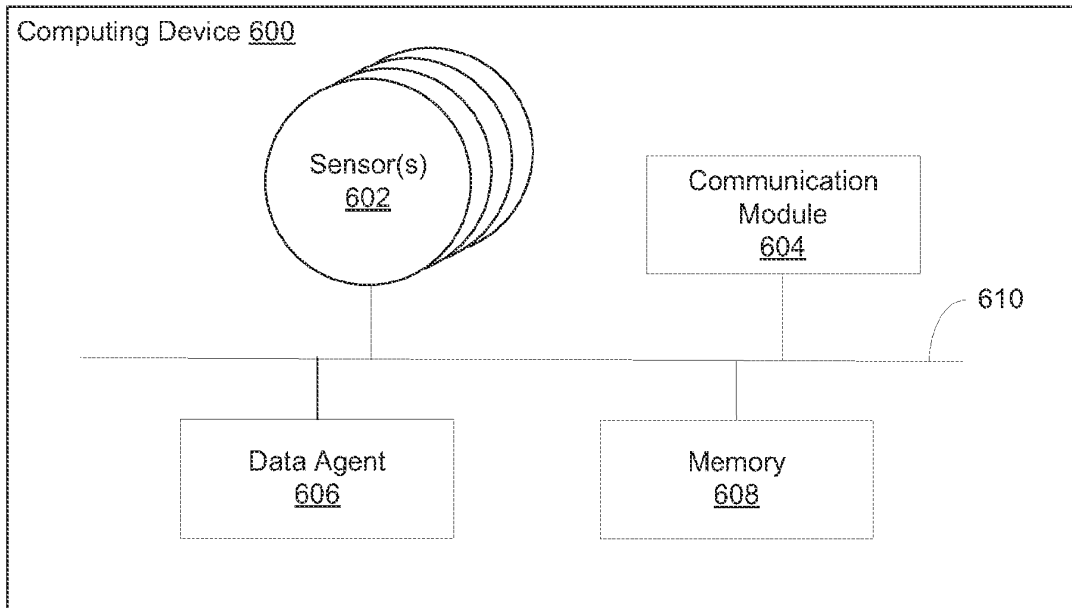 Computing Device 600
Sensor(s)
602
Communication
Module
604
610
Data Agent
606
Memory
608